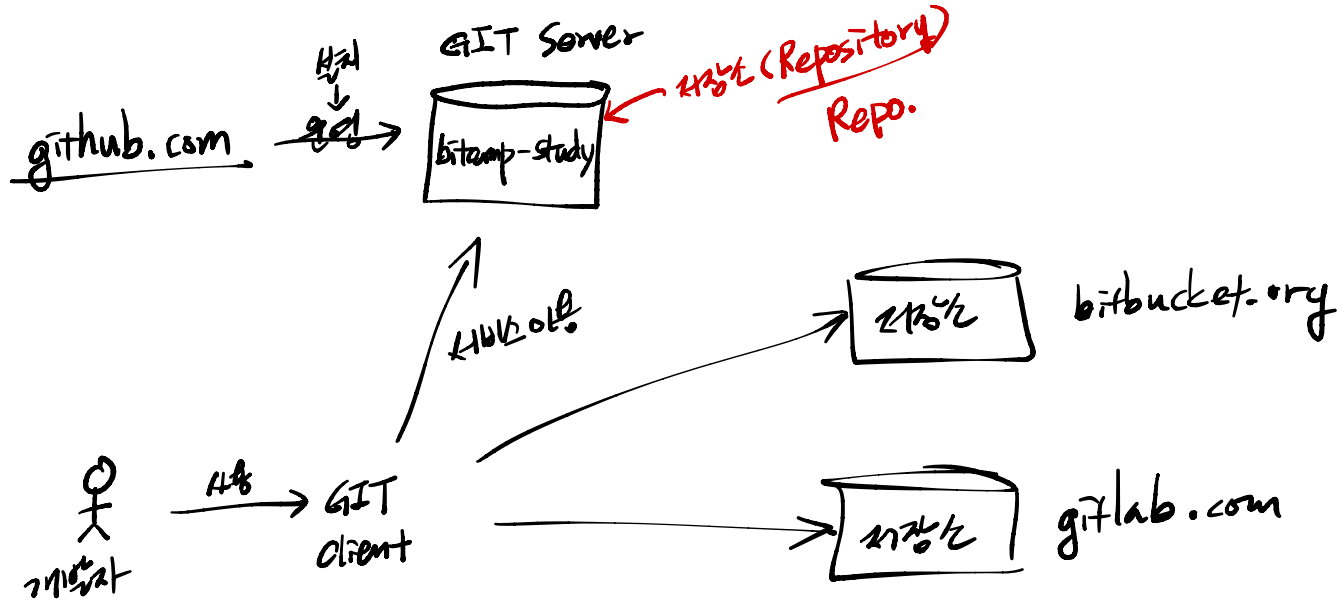 GIT Server
설치
↓
운영
github.com
bitcamp-study
저장소 (Repository)
Repo.
서비스 이용
저장소
bitbucket.org
개발자
사용
GIT
client
저장소
gitlab.com